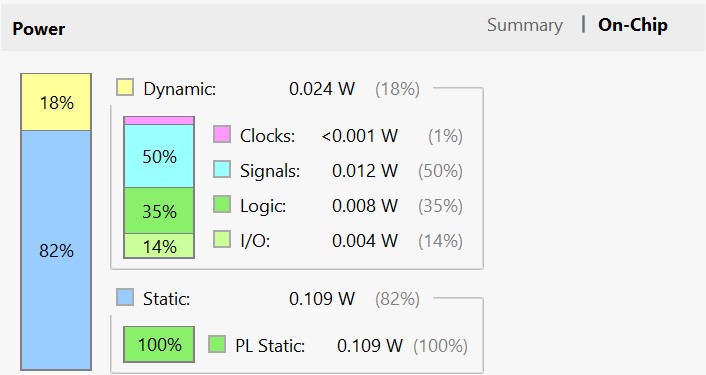 Power Summary | On-Chip
18% Dynamic: 0.024 W (18%)
Clocks: <0.001 W (1%)
50% Signals: 0.012 W (50%)
35% Logic: 0.008 W (35%)
14% I/O: 0.004 W (14%)
82%
Static: 0.109 W (82%)
100% PL Static: 0.109 W (100%)